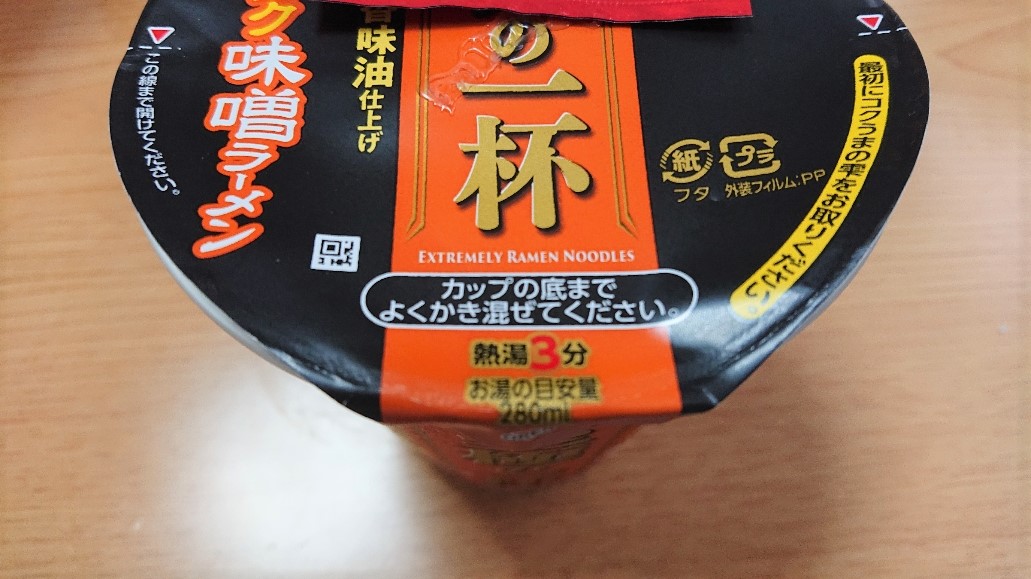 ク味噌ラーメン
味油仕上げ
の一杯
EXTREMELY RAMEN NOODLES
カップの底まで
よくかき混ぜてください。
熱湯3分
お湯の目安量
280ml
この線まで開けてください。
紙
フタ
プラ
外装フィルム:PP
最初にコクうまの雫をお取りください。